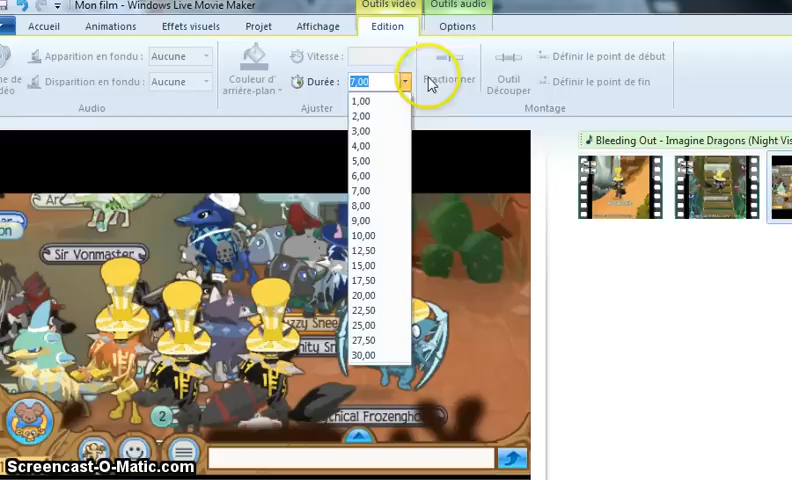 Mon film - Windows Live Movie Maker
Outils vidéo
Outils audio
Accueil
Animations
Effets visuels
Projet
Affichage
Edition
Options
Apparition en fondu :
Aucune
Disparition en fondu :
Aucune
Audio
Couleur d'
arrière-plan
Vitesse :
Durée :
7,00
Ajuster
Fractionner
Outil
Découper
Définir le point de début
Définir le point de fin
Montage
1,00
2,00
3,00
4,00
5,00
6,00
7,00
8,00
9,00
10,00
12,50
15,00
17,50
20,00
22,50
25,00
27,50
30,00
Bleeding Out - Imagine Dragons (Night Vis
Sir Vonmaster
2
Screencast-O-Matic.com